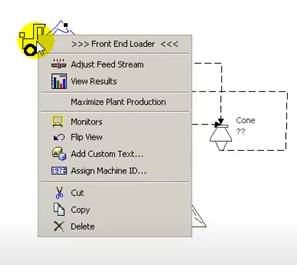 >>> Front End Loader <<<
Adjust Feed Stream
View Results
Maximize Plant Production
Monitors
Flip View
Add Custom Text...
Assign Machine ID...
Cut
Copy
Delete
Cone
??